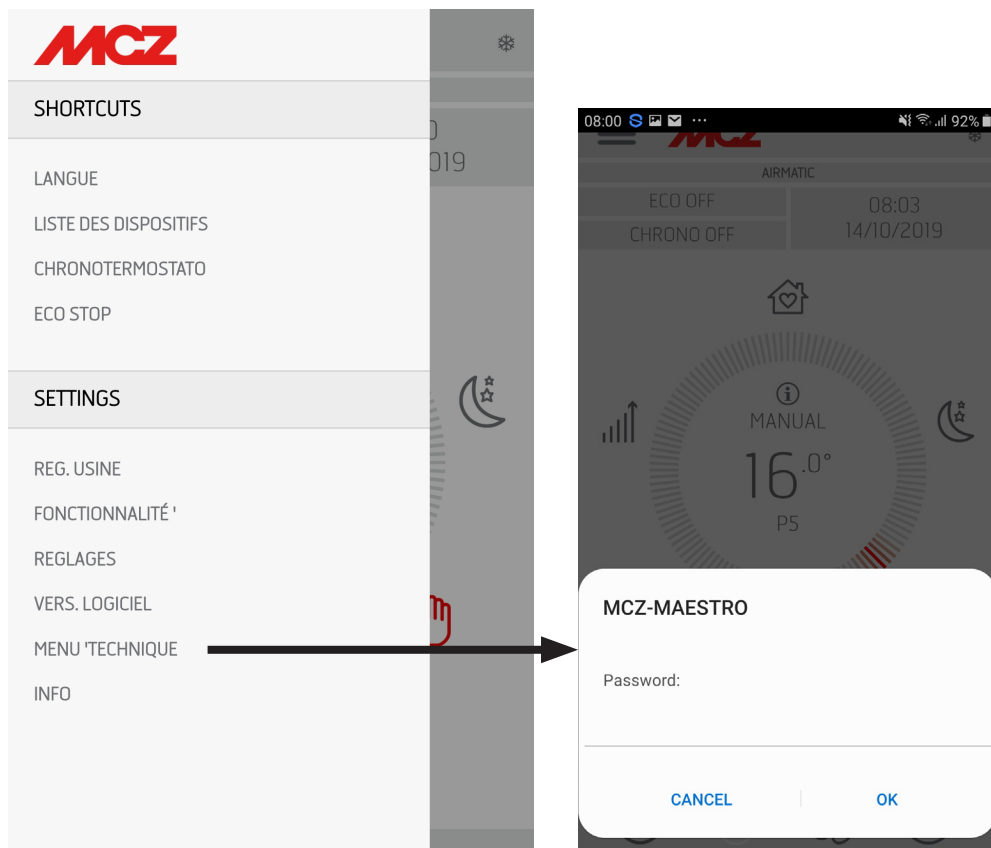 MCZ
SHORTCUTS
LANGUE
LISTE DES DISPOSITIFS
CHRONOTERMOSTATO
ECO STOP
SETTINGS
REG. USINE
FONCTIONNALITÉ '
REGLAGES
VERS. LOGICIEL
MENU 'TECHNIQUE
INFO
019
08:00 92%
MCZ
AIRMATIC
ECO OFF
CHRONO OFF
08:03
14/10/2019
MANUAL
16.0°
P5
MCZ-MAESTRO
Password:
CANCEL OK